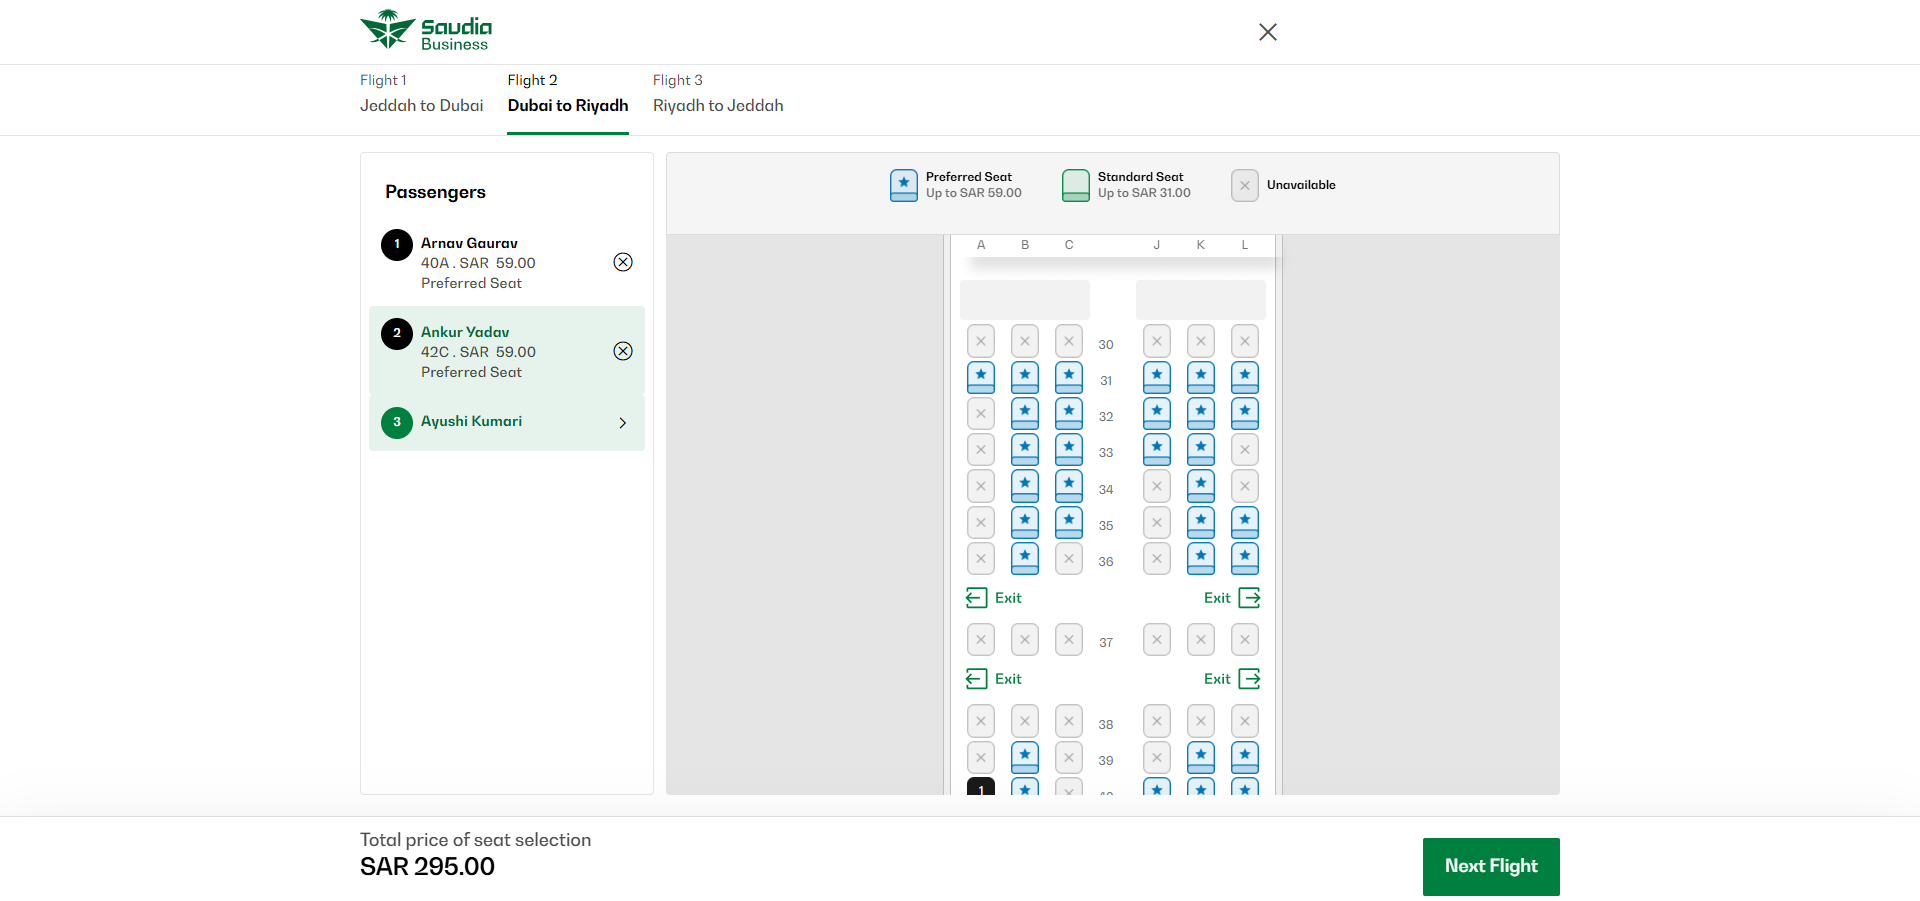 Saudia
Business
Flight 1
Jeddah to Dubai
Flight 2
Dubai to Riyadh
Flight 3
Riyadh to Jeddah
Passengers
1
Arnav Gaurav
40A . SAR 59.00
Preferred Seat
2
Ankur Yadav
42C . SAR 59.00
Preferred Seat
3
Ayushi Kumari
Preferred Seat
Up to SAR 59.00
Standard Seat
Up to SAR 31.00
Unavailable
A B C J K L
30
31
32
33
34
35
36
Exit Exit
37
Exit Exit
38
39
1
Total price of seat selection
SAR 295.00
Next Flight